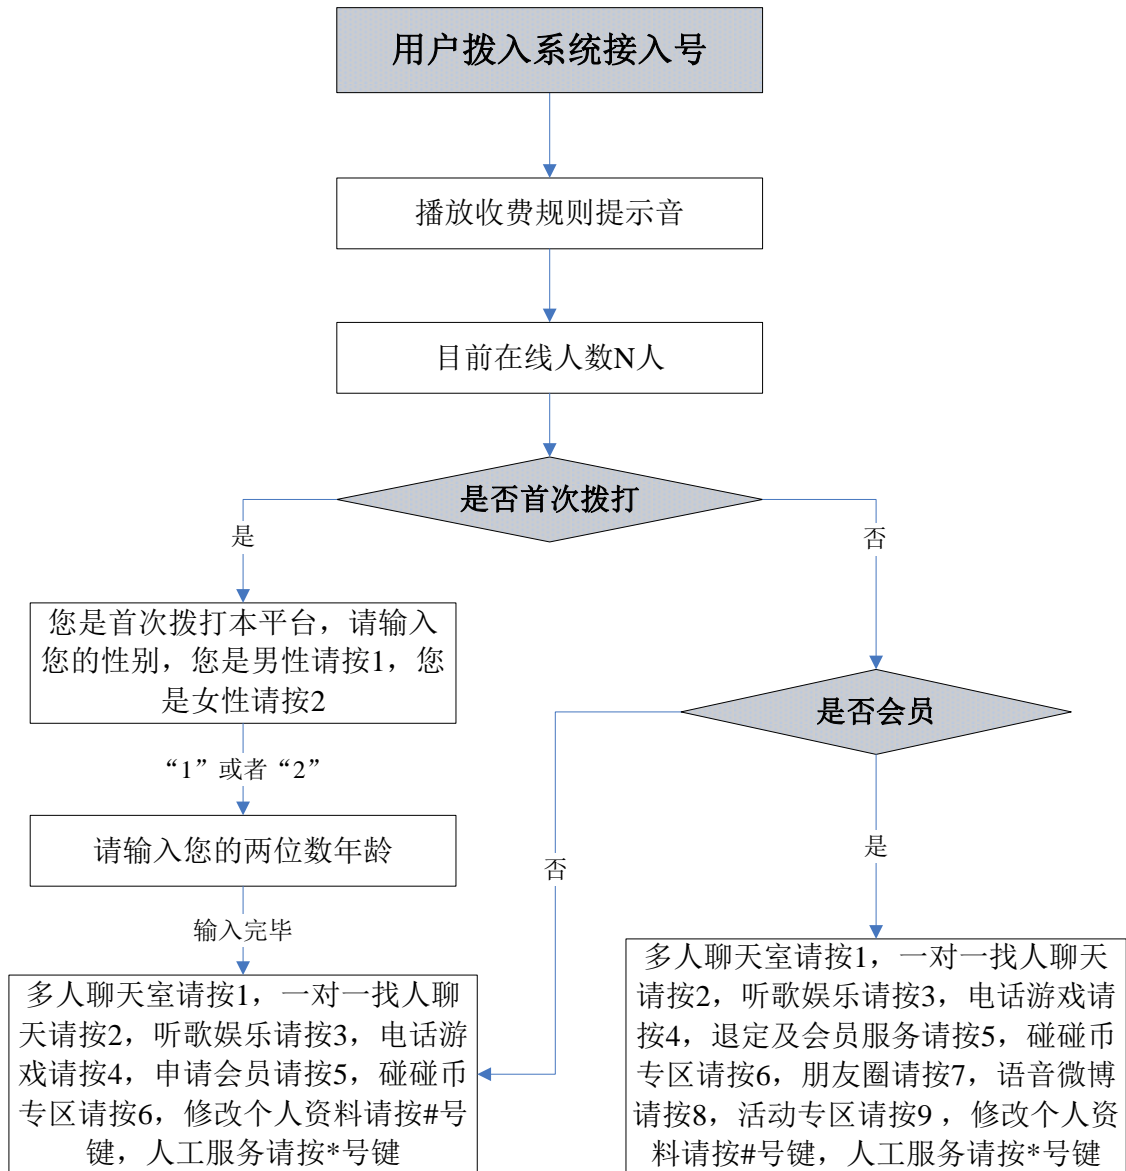 用户拨入系统接入号
播放收费规则提示音
目前在线人数N人
是否首次拨打
是
否
您是首次拨打本平台，请输入
您的性别，您是男性请按1，您
是女性请按2
是否会员
“1”或者“2”
请输入您的两位数年龄
否
是
输入完毕
多人聊天室请按1，一对一找人聊
天请按2，听歌娱乐请按3，电话游
戏请按4，申请会员请按5，碰碰币
专区请按6，修改个人资料请按#号
键，人工服务请按*号键
多人聊天室请按1，一对一找人聊天
请按2，听歌娱乐请按3，电话游戏请
按4，退定及会员服务请按5，碰碰币
专区请按6，朋友圈请按7，语音微博
请按8，活动专区请按9 ，修改个人资
料请按#号键，人工服务请按*号键